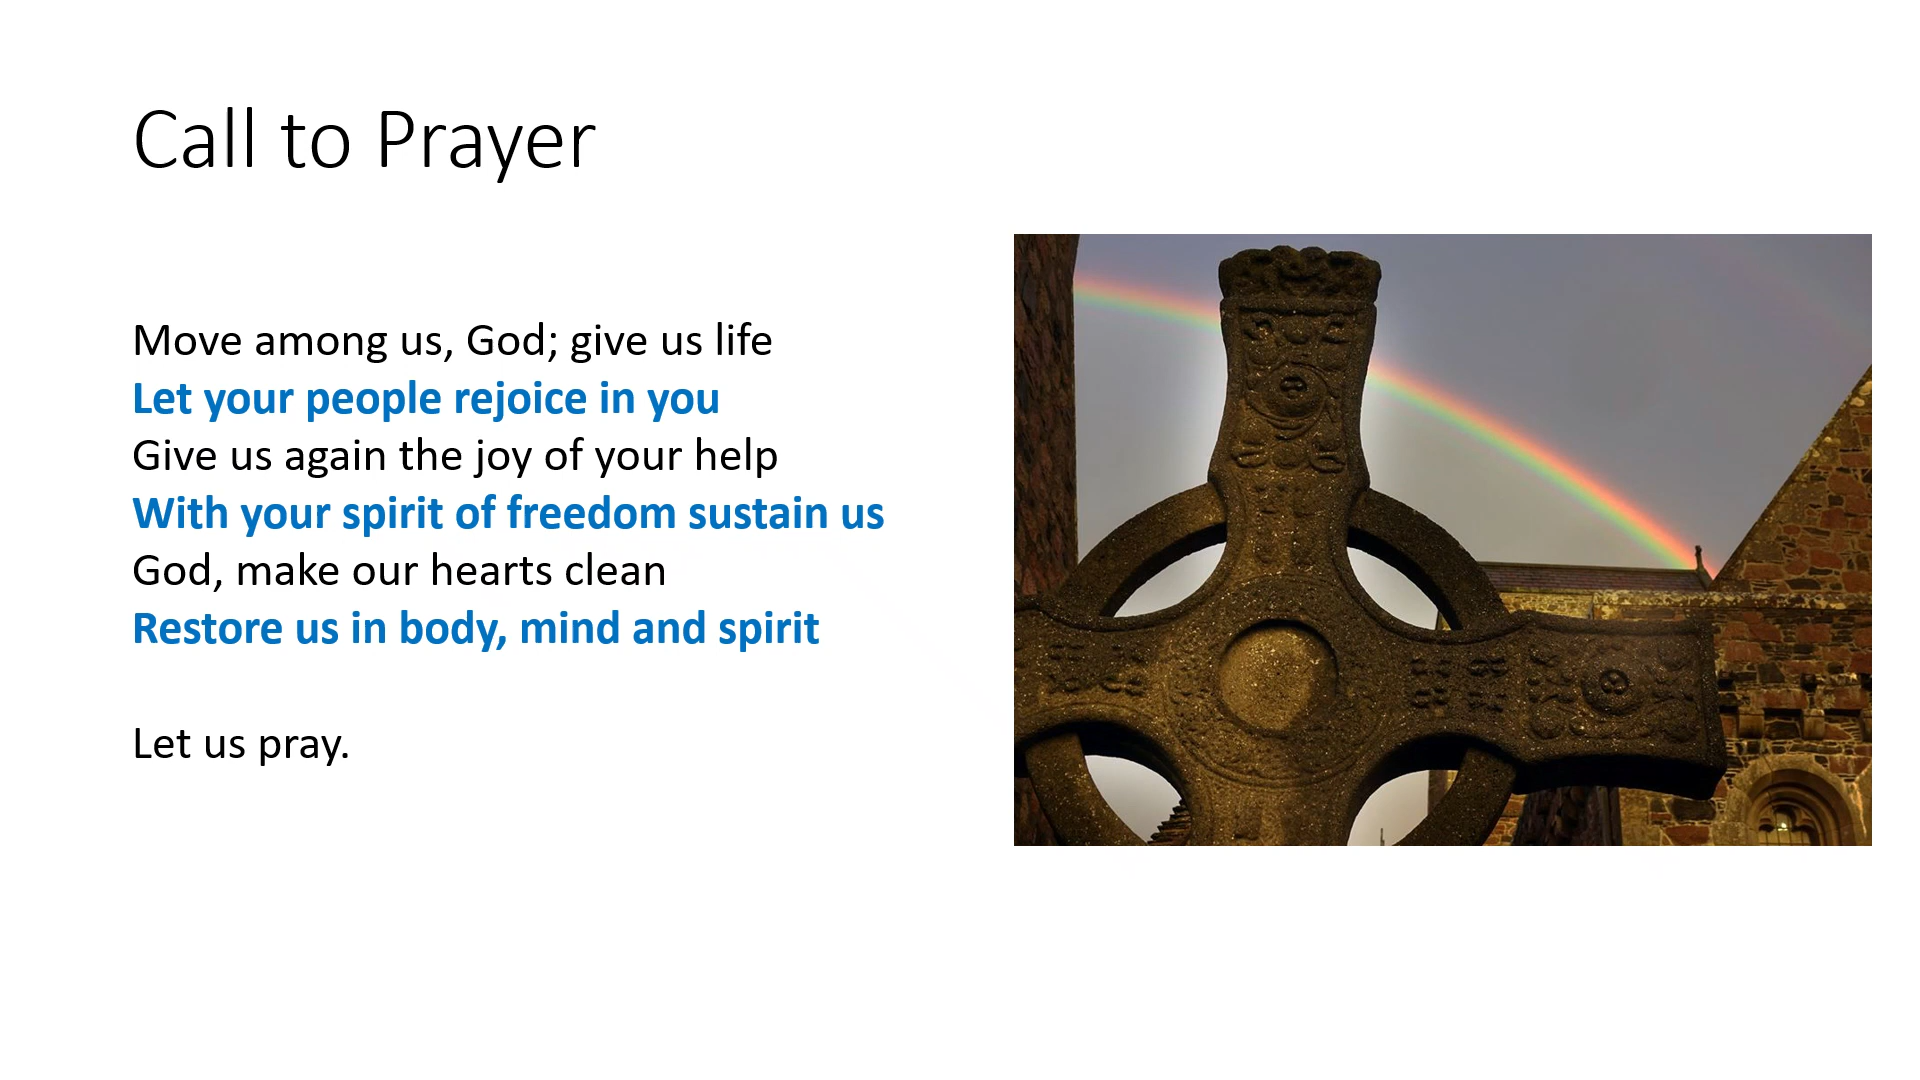 Call to Prayer
Move among us, God; give us life
Let your people rejoice in you
Give us again the joy of your help
With your spirit of freedom sustain us
God, make our hearts clean
Restore us in body, mind and spirit
Let us pray.